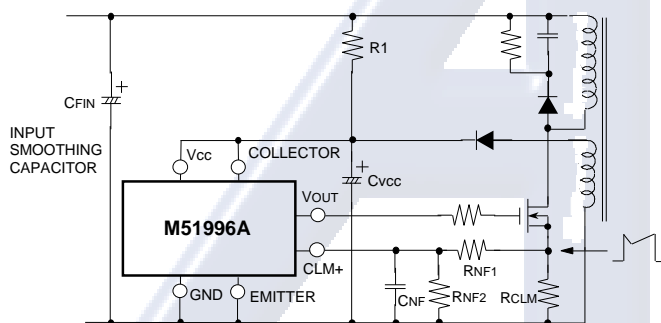 R1
CFIN
+
INPUT
SMOOTHING
CAPACITOR
Vcc
COLLECTOR
+
CVCC
VOUT
M51996A
CLM+
RNF1
GND
EMITTER
CNF
RNF2
RCLM